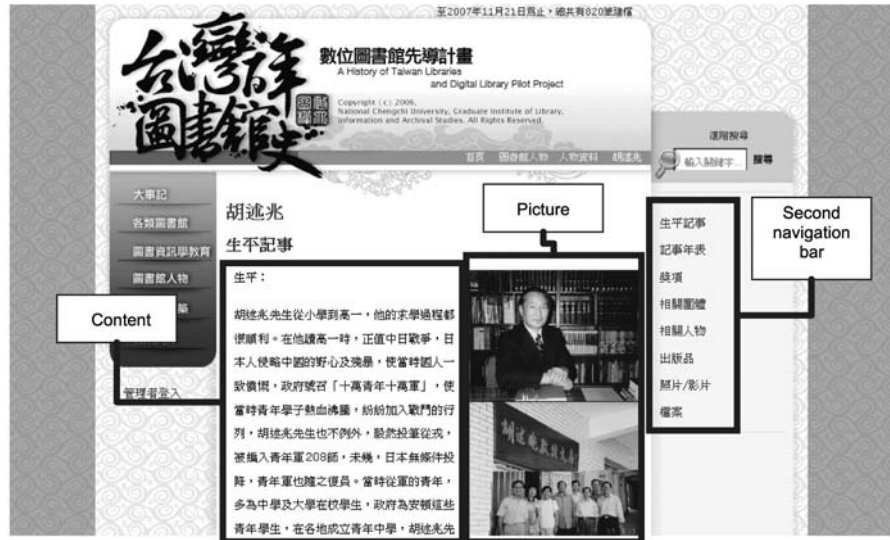 至2007年11月21日為止，總共有820筆建檔
台灣百年
圖書館史
數位圖書館先導計畫
A History of Taiwan Libraries
and Digital Library Pilot Project
Copyright (c) 2006,
National Chengchi University, Graduate Institute of Library,
Information and Archival Studies. All Rights Reserved.
首頁 圖書館人物 人物資料 胡述兆
進階搜尋
輸入關鍵字... 搜尋
大事記
各類圖書館
圖書資訊學教育
圖書館人物
築
管理者登入
Content
胡述兆
生平記事
生平：
胡述兆先生從小學到高一，他的求學過程都
很順利。在他讀高一時，正值中日戰爭，日
本人侵略中國的野心及殘暴，使當時國人一
致憤慨，政府號召「十萬青年十萬軍」，使
當時青年學子熱血沸騰，紛紛加入戰鬥的行
列，胡述兆先生也不例外，毅然投筆從戎，
被編入青年軍208師，未幾，日本無條件投
降，青年軍也隨之復員。當時從軍的青年，
多為中學及大學在校學生，政府為安頓這些
青年學生，在各地成立青年中學，胡述兆先
Picture
Second
navigation
bar
生平記事
記事年表
獎項
相關團體
相關人物
出版品
照片/影片
檔案